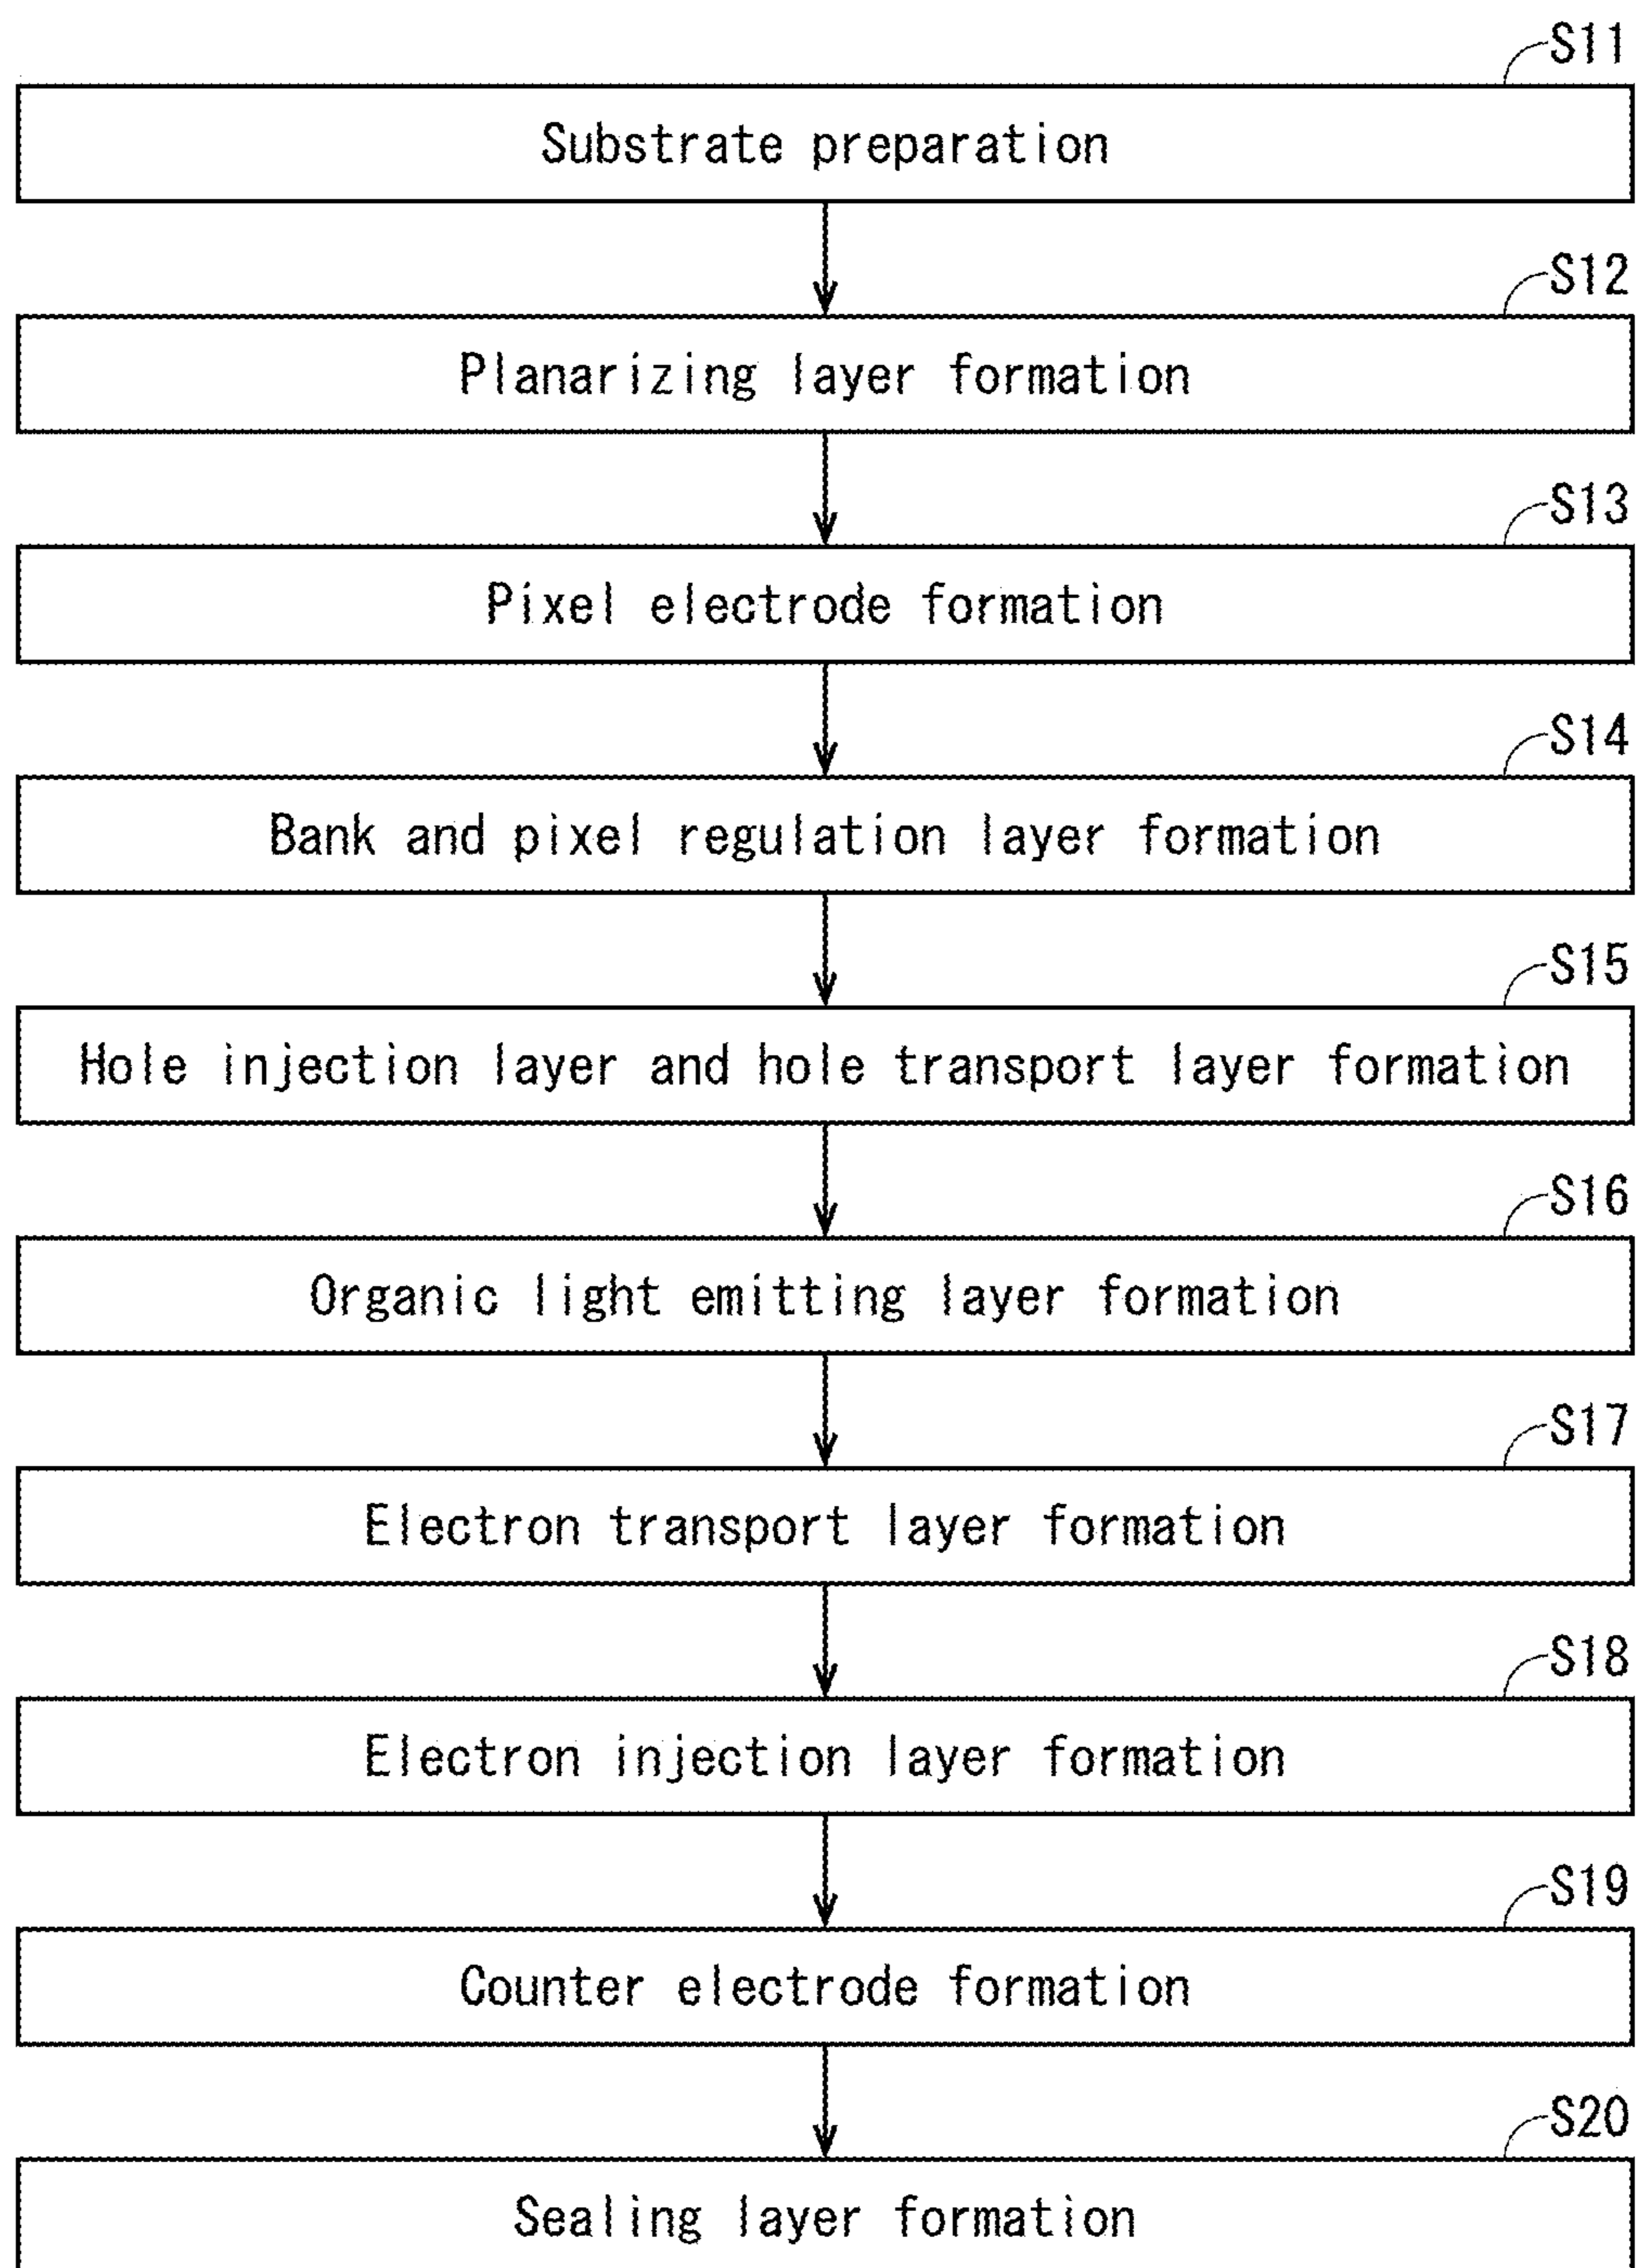 S11
Substrate preparation
S12
Planarizing layer formation
S13
Pixel electrode formation
S14
Bank and pixel regulation layer formation
S15
Hole injection layer and hole transport layer formation
S16
Organic light emitting layer formation
S17
Electron transport layer formation
S18
Electron injection layer formation
S19
Counter electrode formation
S20
Sealing layer formation